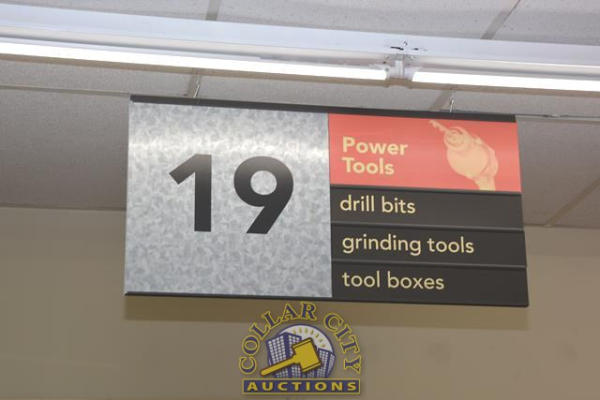 19
Power
Tools
drill bits
grinding tools
tool boxes
COLLAR CITY
AUCTIONS